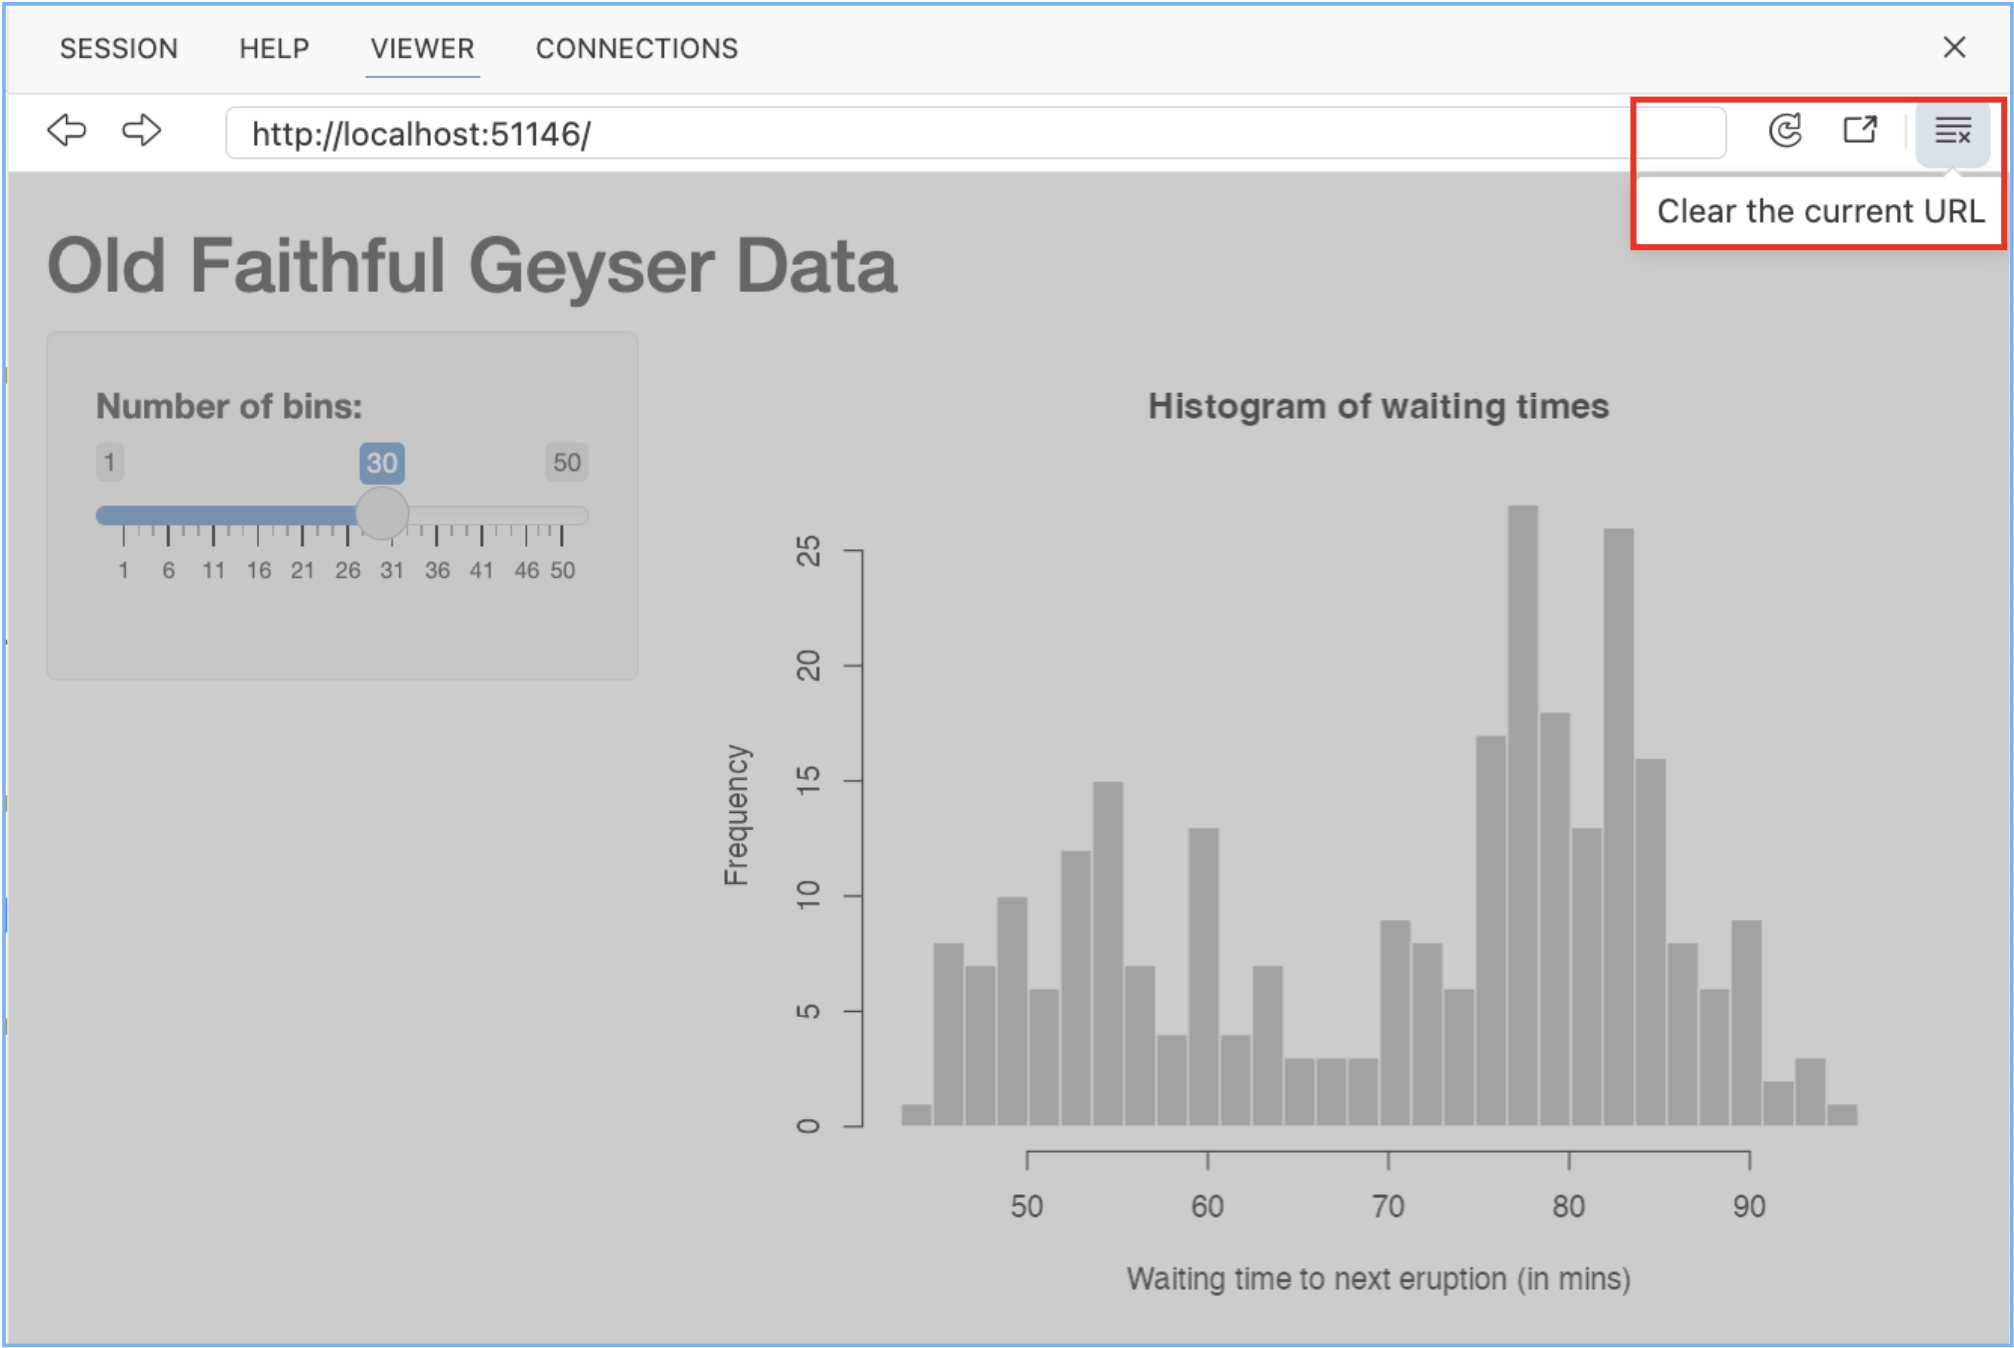 SESSION HELP VIEWER CONNECTIONS
http://localhost:51146/
Clear the current URL
Old Faithful Geyser Data
Number of bins:
1 30 50
1 6 11 16 21 26 31 36 41 46 50
Histogram of waiting times
Frequency
25
20
15
10
5
0
50 60 70 80 90
Waiting time to next eruption (in mins)